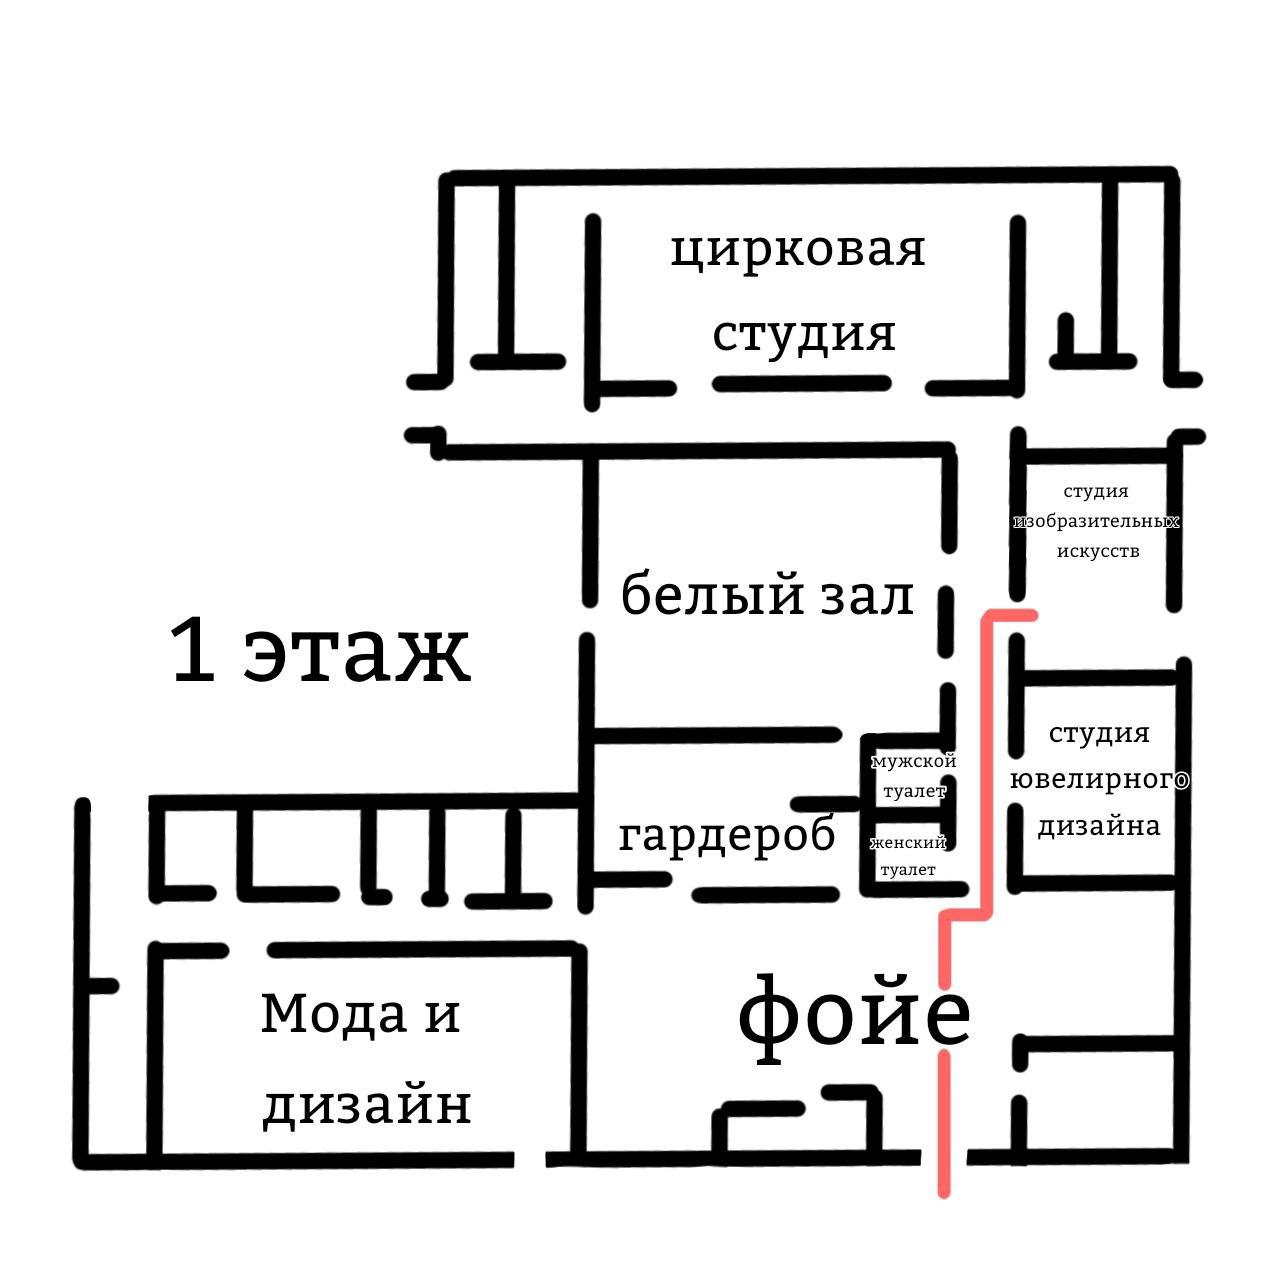 цирковая
студия
студия
изобразительных
искусств
белый зал
1 этаж
студия
ювелирного
дизайна
мужской
туалет
гардероб
женский
туалет
фойе
Мода и
дизайн